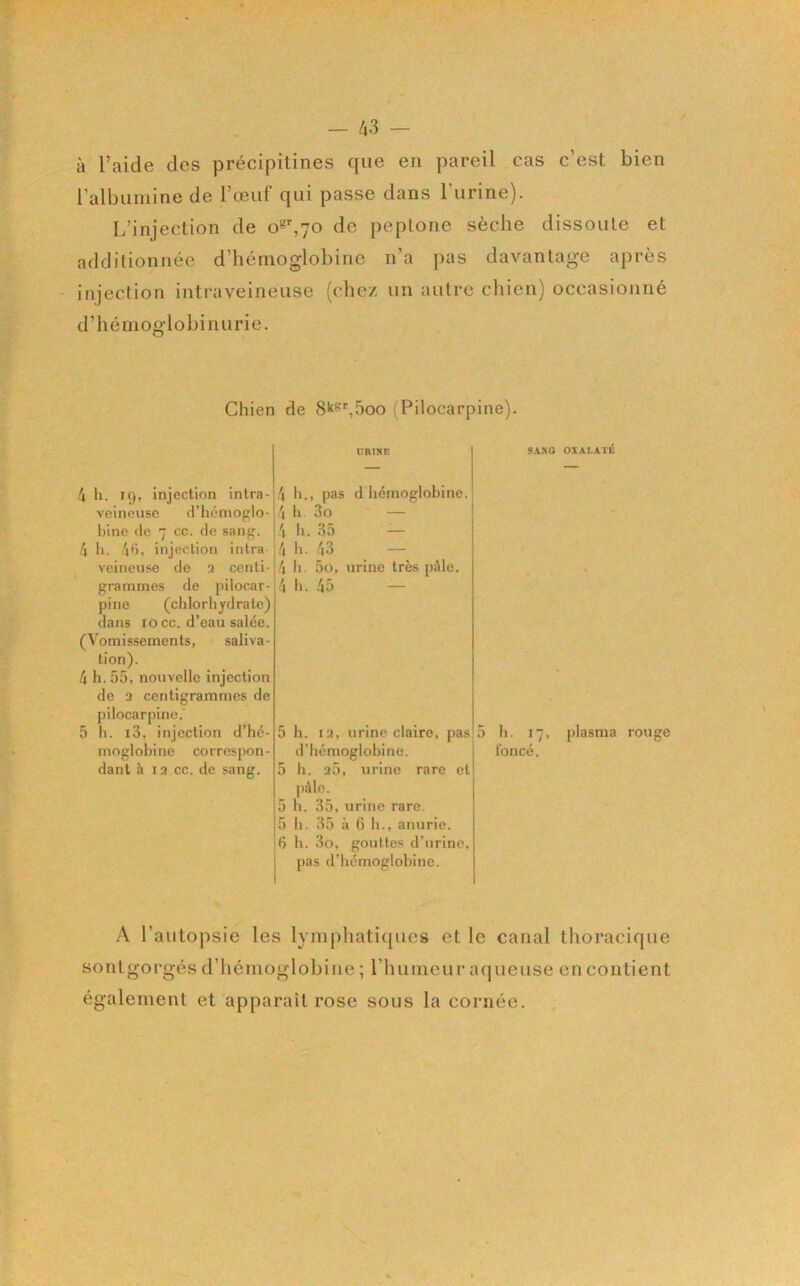 — 43 —
à l’aide des précipitines que en pareil cas c’est bien
l’albumine de l’œuf qui passe dans l’urine).
L’injection de 0gr,70 de peptone sèche dissoute et
additionnée d’hémoglobine n’a pas davantage après
injection intraveineuse (chez un autre chien) occasionné
d’hémoglobinurie.
Chien de 8kgr,500 (Pilocarpine).
URINE
—
4 h., pas d’hémoglobine.
4 h. 30 —
4 h. 35 —
4 h. 43 —
4 h. 50, urine très pâle.
4 h. 45 —
5 h. 12, urine claire, pas
d’hémoglobine.
5 h. 25, urine rare et
pâle.
5 h. 35, urine rare.
5 h. 35 à 6 h., anurie.
6 h. 30, gouttes d’urine,
pas d’hémoglobine.
SANG OXALATÉ
—
5 h. 17, plasma rouge
foncé.
4 h. 19, injection intra-
veineuse d’hémoglo-
bine de 7 cc. de sang.
4 h. 46, injection intra
veineuse de 2 centi-
grammes de pilocar-
pine (chlorhydrate)
dans 10 cc. d’eau salée.
(Vomissements, saliva-
tion).
4 h. 55, nouvelle injection
de 2 centigrammes de
pilocarpine.
5 h. 13, injection d’hé-
moglobine correspon-
dant à 12 cc. de sang.
A l’autopsie les lymphatiques et le canal thoracique
sont gorgés d’hémoglobine ; l’humeur aqueuse en contient
également et apparaît rose sous la cornée.